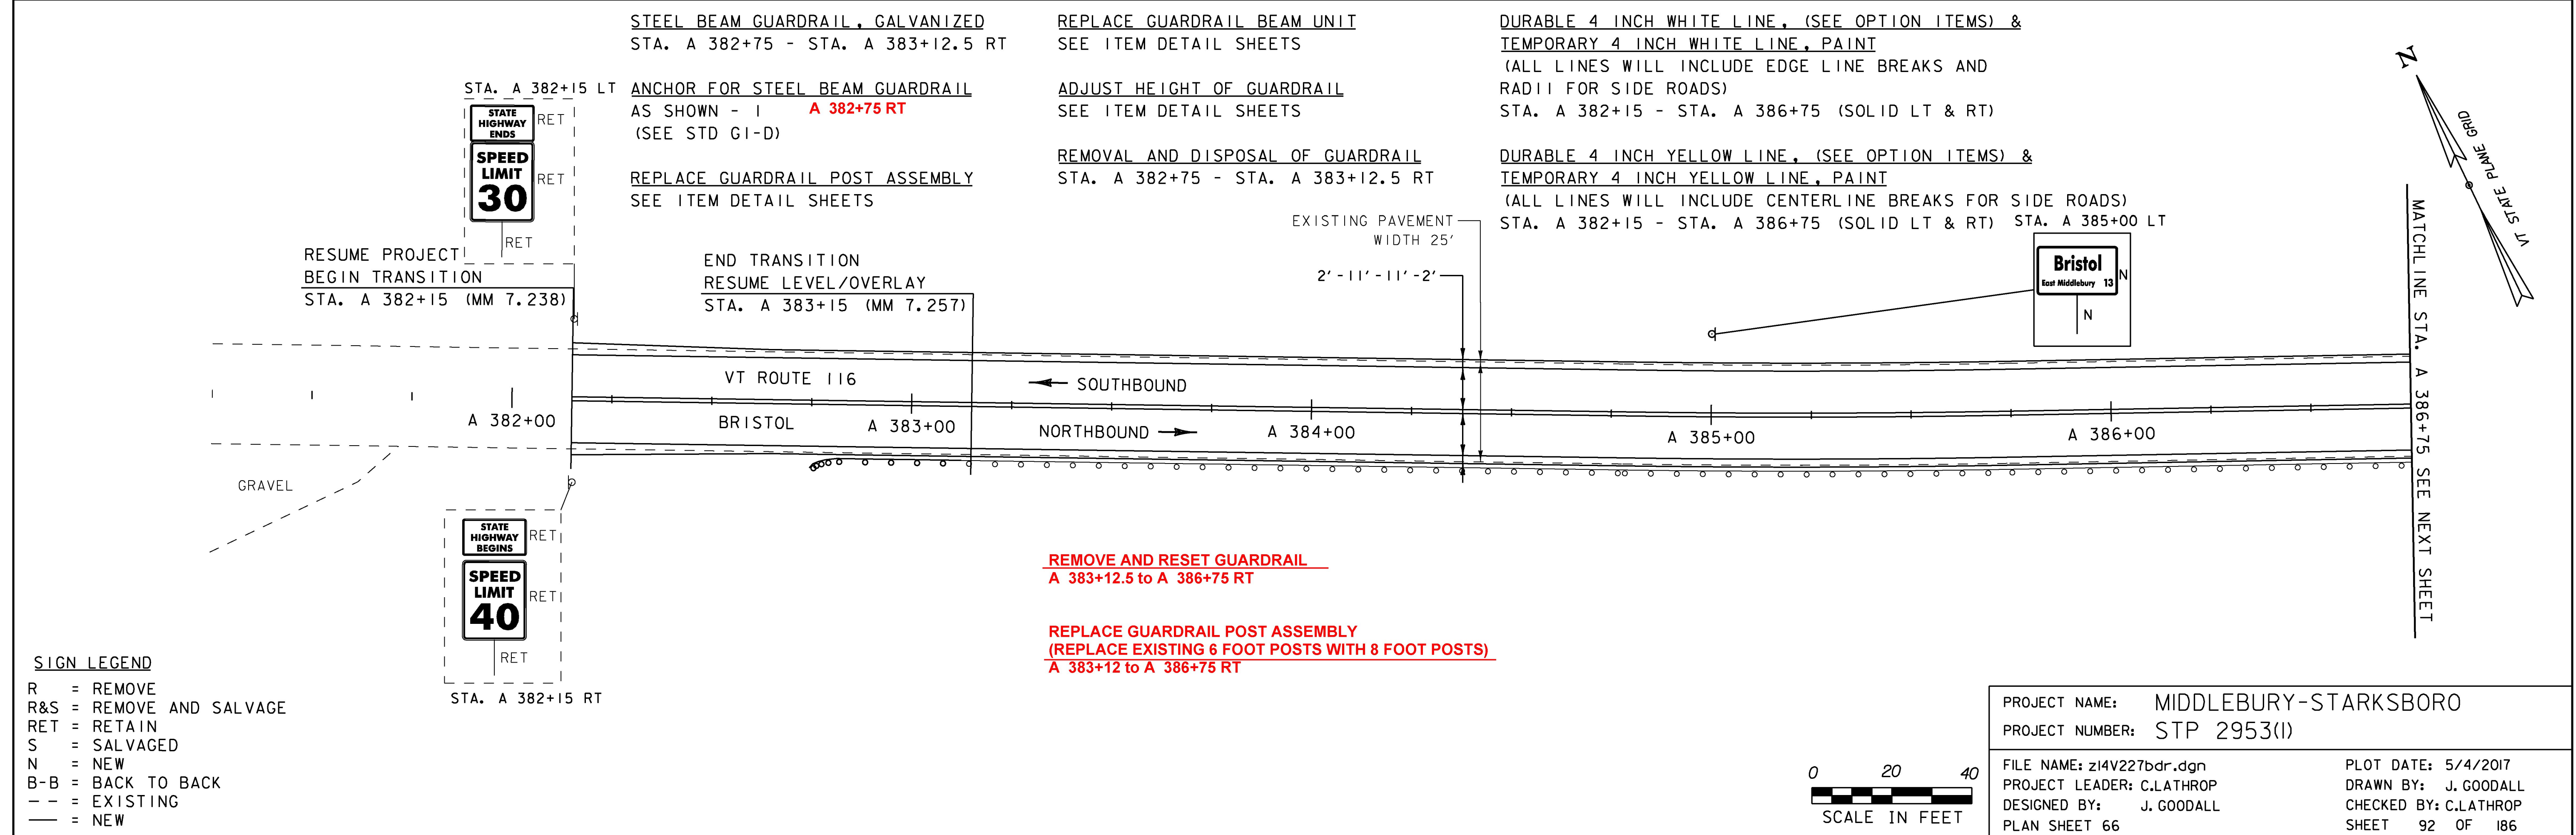 STEEL BEAM GUARDRAIL, GALVANIZED
STA. A 382+75 - STA. A 383+12.5 RT
ANCHOR FOR STEEL BEAM GUARDRAIL
AS SHOWN - 1 A 382+75 RT
(SEE STD G1-D)
REPLACE GUARDRAIL POST ASSEMBLY
SEE ITEM DETAIL SHEETS
REPLACE GUARDRAIL BEAM UNIT
SEE ITEM DETAIL SHEETS
ADJUST HEIGHT OF GUARDRAIL
SEE ITEM DETAIL SHEETS
REMOVAL AND DISPOSAL OF GUARDRAIL
STA. A 382+75 - STA. A 383+12.5 RT
DURABLE 4 INCH WHITE LINE, (SEE OPTION ITEMS) &
TEMPORARY 4 INCH WHITE LINE, PAINT
(ALL LINES WILL INCLUDE EDGE LINE BREAKS AND
RADII FOR SIDE ROADS)
STA. A 382+15 - STA. A 386+75 (SOLID LT & RT)
DURABLE 4 INCH YELLOW LINE, (SEE OPTION ITEMS) &
TEMPORARY 4 INCH YELLOW LINE, PAINT
(ALL LINES WILL INCLUDE CENTERLINE BREAKS FOR SIDE ROADS)
STA. A 382+15 - STA. A 386+75 (SOLID LT & RT)
STA. A 382+15 LT
STATE
HIGHWAY
ENDS
RET
SPEED
LIMIT
30
RET
RET
RESUME PROJECT
BEGIN TRANSITION
STA. A 382+15 (MM 7.238)
END TRANSITION
RESUME LEVEL/OVERLAY
STA. A 383+15 (MM 7.257)
EXISTING PAVEMENT
WIDTH 25'
2'-11'-11'-2'
STA. A 385+00 LT
Bristol
East Middlebury 13
N
N
N
VT STATE PLANE GRID
MATCHLINE STA. A 386+75 SEE NEXT SHEET
VT ROUTE 116
SOUTHBOUND
BRISTOL
NORTHBOUND
A 382+00
A 383+00
A 384+00
A 385+00
A 386+00
GRAVEL
STATE
HIGHWAY
BEGINS
RET
SPEED
LIMIT
40
RET
RET
STA. A 382+15 RT
REMOVE AND RESET GUARDRAIL
A 383+12.5 to A 386+75 RT
REPLACE GUARDRAIL POST ASSEMBLY
(REPLACE EXISTING 6 FOOT POSTS WITH 8 FOOT POSTS)
A 383+12 to A 386+75 RT
SIGN LEGEND
R = REMOVE
R&S = REMOVE AND SALVAGE
RET = RETAIN
S = SALVAGED
N = NEW
B-B = BACK TO BACK
-- = EXISTING
— = NEW
0 20 40
SCALE IN FEET
PROJECT NAME: MIDDLEBURY-STARKSBORO
PROJECT NUMBER: STP 2953(1)
FILE NAME: z14V227bdr.dgn
PROJECT LEADER: C.LATHROP
DESIGNED BY: J. GOODALL
PLAN SHEET 66
PLOT DATE: 5/4/2017
DRAWN BY: J. GOODALL
CHECKED BY: C.LATHROP
SHEET 92 OF 186